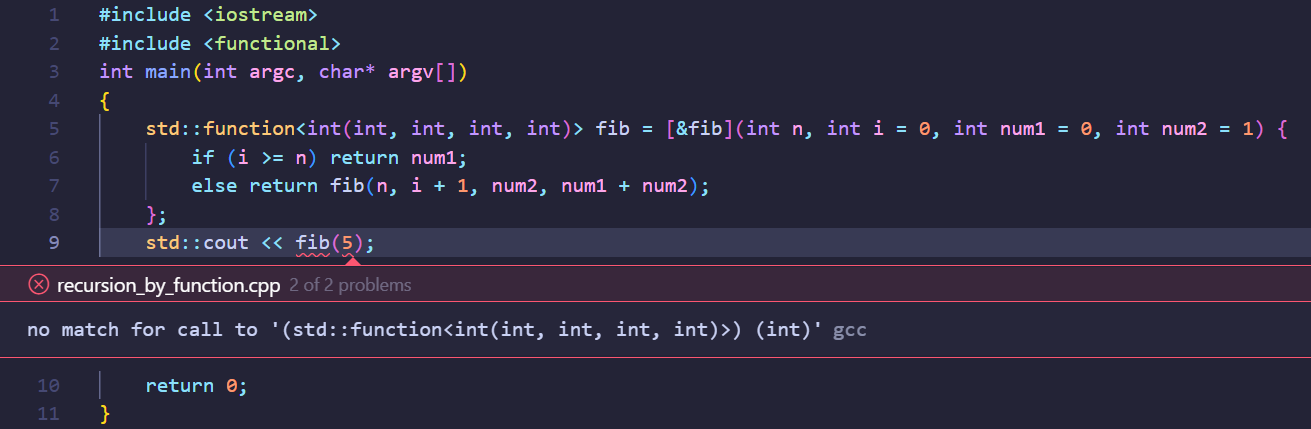 1 #include <iostream>
2 #include <functional>
3 int main(int argc, char* argv[])
4 {
5 std::function<int(int, int, int, int)> fib = [&fib](int n, int i = 0, int num1 = 0, int num2 = 1) {
6 if (i >= n) return num1;
7 else return fib(n, i + 1, num2, num1 + num2);
8 };
9 std::cout << fib(5);
recursion_by_function.cpp 2 of 2 problems
no match for call to '(std::function<int(int, int, int, int)>) (int)' gcc
10 return 0;
11 }